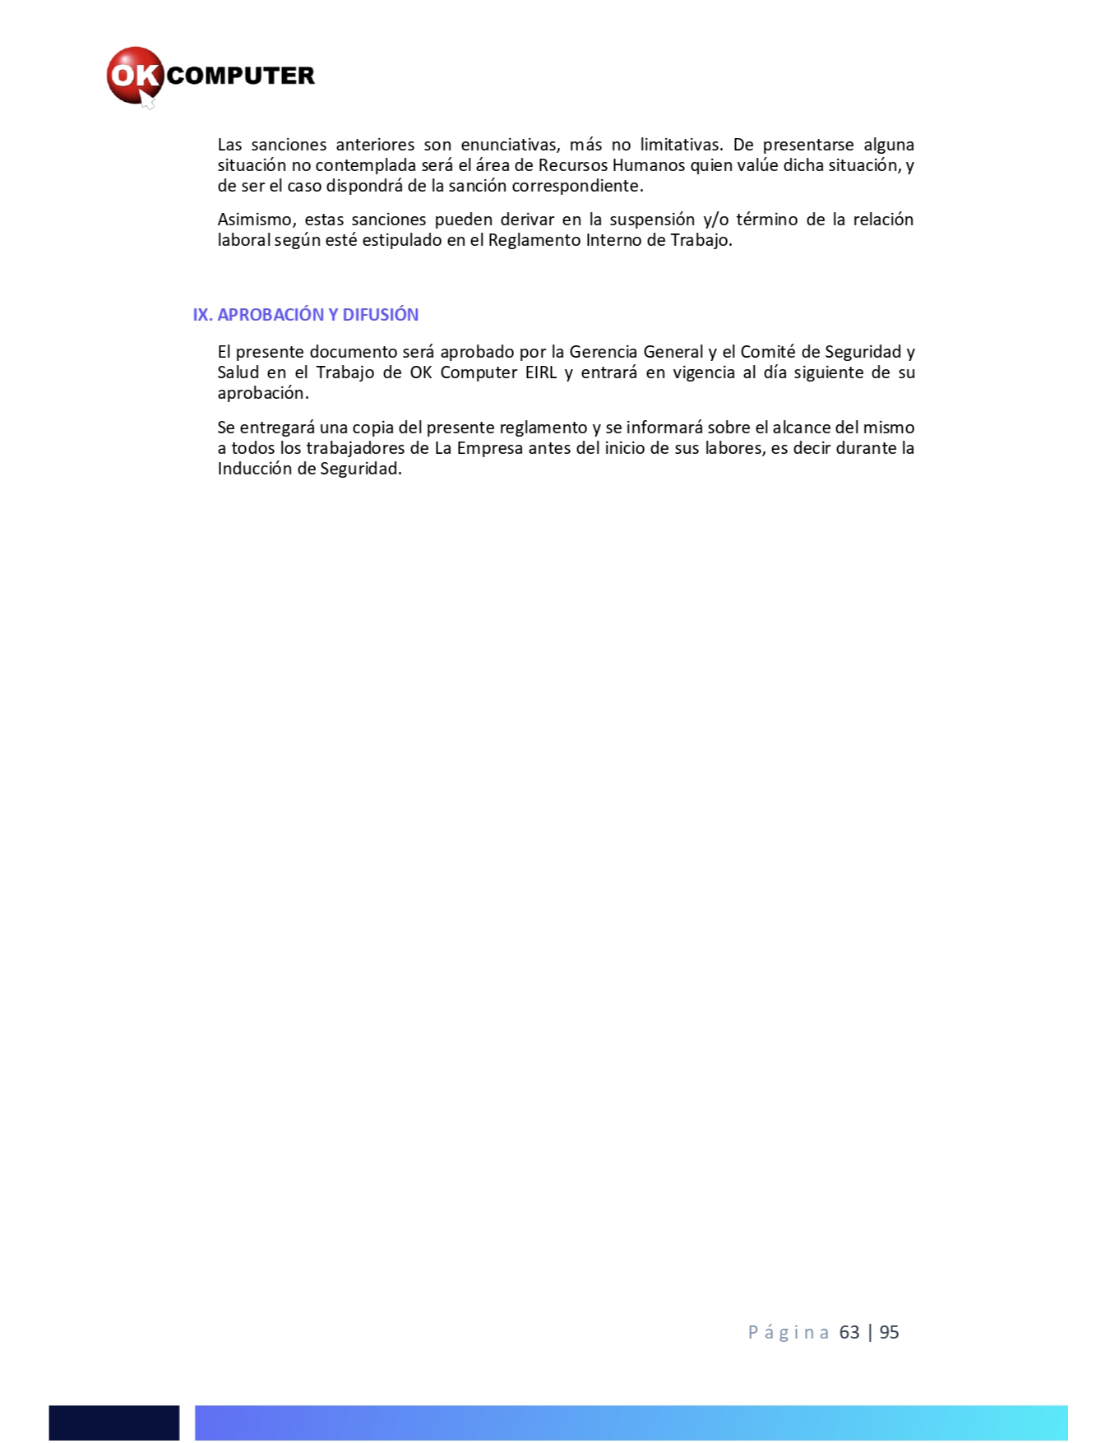 OK COMPUTER
Las sanciones anteriores son enunciativas, más no limitativas. De presentarse alguna
situación no contemplada será el área de Recursos Humanos quien valúe dicha situación, y
de ser el caso dispondrá de la sanción correspondiente.
Asimismo, estas sanciones pueden derivar en la suspensión y/o término de la relación
laboral según esté estipulado en el Reglamento Interno de Trabajo.
IX. APROBACIÓN Y DIFUSIÓN
El presente documento será aprobado por la Gerencia General y el Comité de Seguridad y
Salud en el Trabajo de OK Computer EIRL y entrará en vigencia al día siguiente de su
aprobación.
Se entregará una copia del presente reglamento y se informará sobre el alcance del mismo
a todos los trabajadores de La Empresa antes del inicio de sus labores, es decir durante la
Inducción de Seguridad.
Página 63 | 95